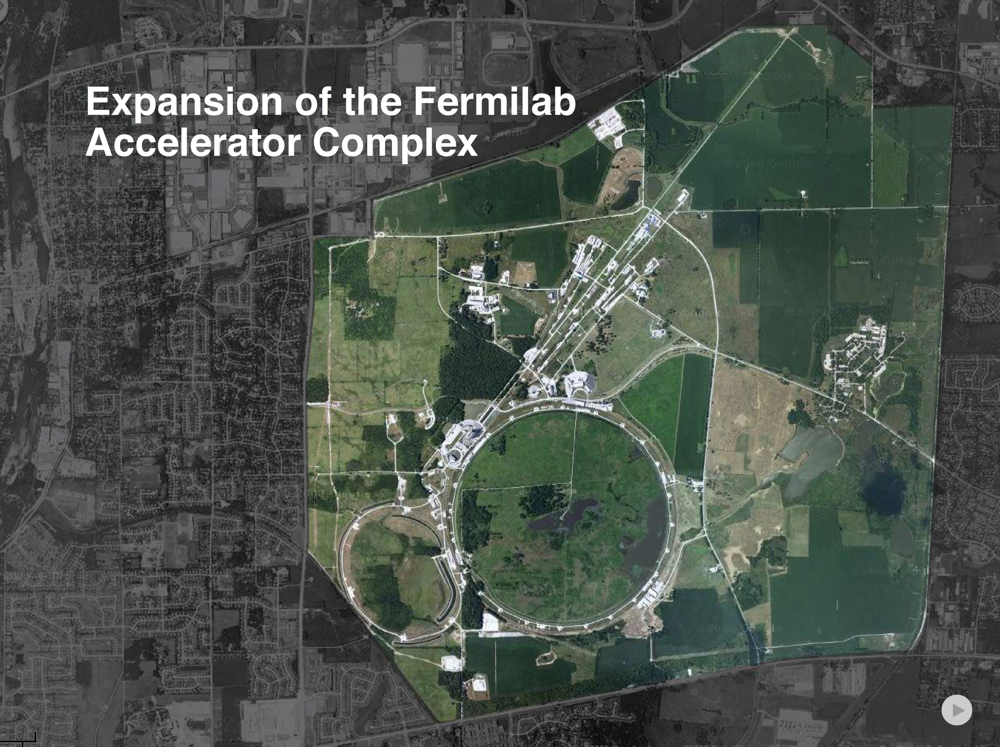 Expansion of the Fermilab
Accelerator Complex